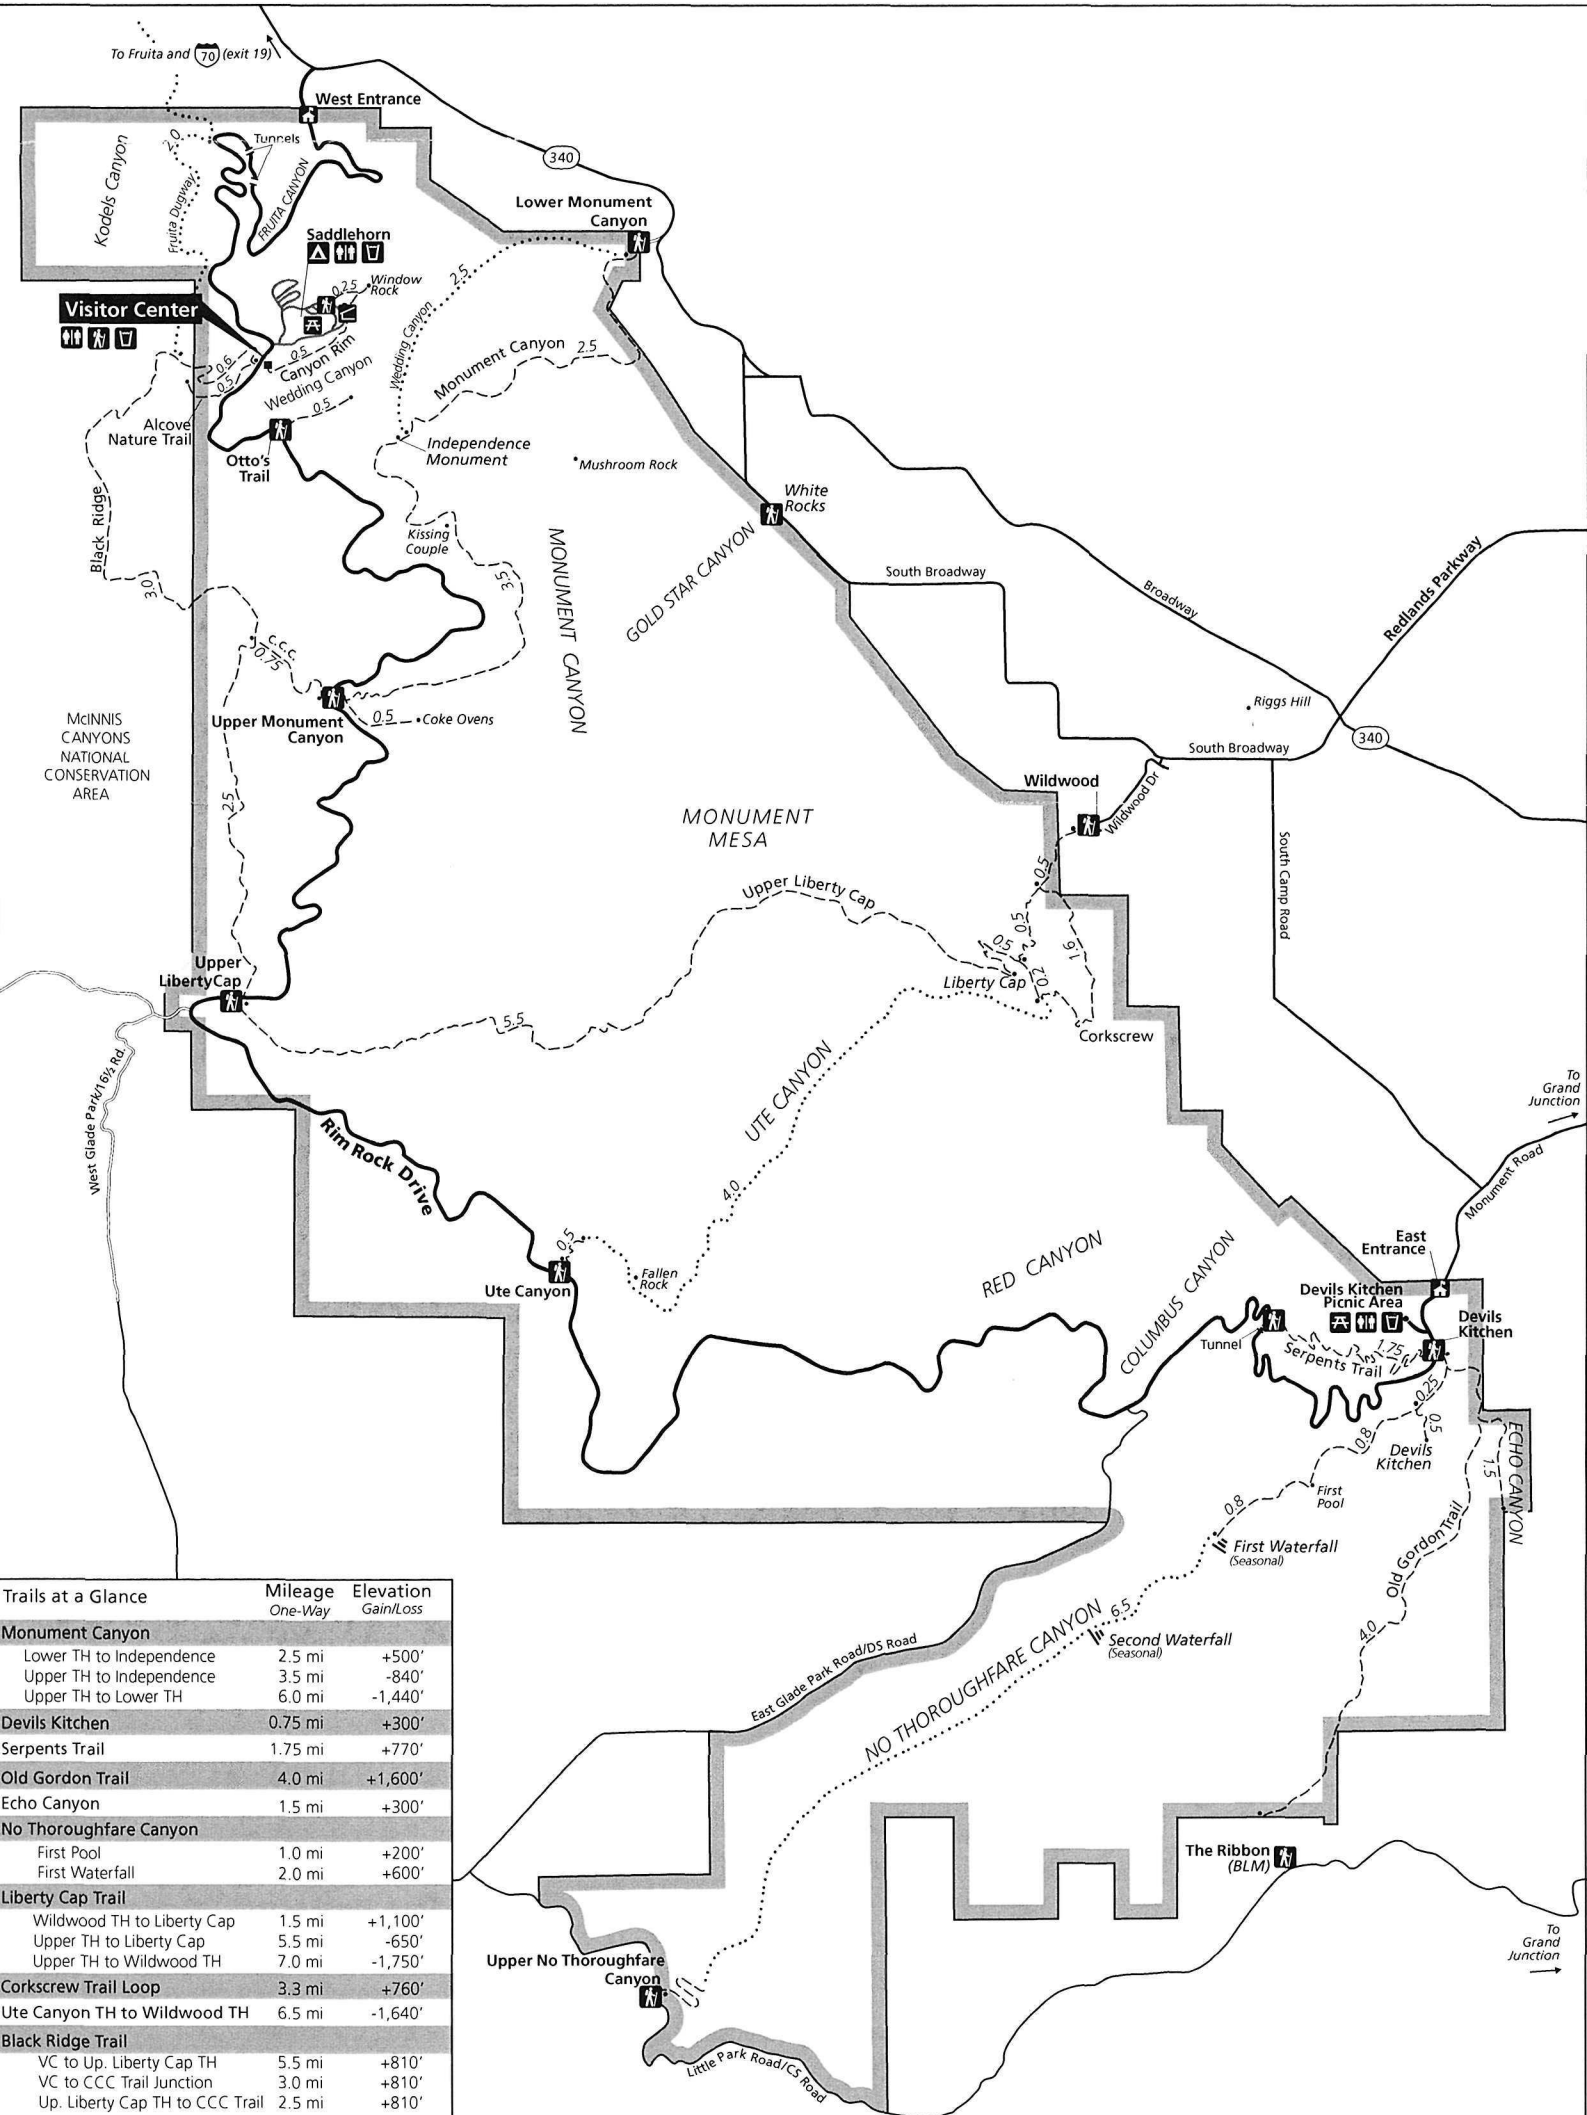 To Fruita and 70 (exit 19)
West Entrance
Tunnels
340
Kodels Canyon
2.0
Fruita Dugway
FRUITA CANYON
Lower Monument
Canyon
Saddlehorn
0.25
Window
Rock
Visitor Center
2.5
Wedding Canyon
Monument Canyon 2.5
0.6
0.5
0.5
Canyon Rim
Wedding Canyon
0.5
Alcove
Nature Trail
Otto's
Trail
Independence
Monument
Mushroom Rock
White
Rocks
Black Ridge
Kissing
Couple
3.5
MONUMENT CANYON
GOLD STAR CANYON
South Broadway
Broadway
Redlands Parkway
3.0
C.C.C.
0.75
Upper Monument
Canyon
0.5
Coke Ovens
Riggs Hill
340
South Broadway
McINNIS
CANYONS
NATIONAL
CONSERVATION
AREA
2.5
MONUMENT
MESA
Wildwood
Wildwood Dr
South Camp Road
Upper Liberty Cap
0.5
0.5
1.6
0.5
0.2
Liberty Cap
Corkscrew
Upper
LibertyCap
5.5
West Glade Park/16½ Rd.
Rim Rock Drive
UTE CANYON
4.0
To
Grand
Junction
Monument Road
0.5
Fallen
Rock
Ute Canyon
RED CANYON
COLUMBUS CANYON
East
Entrance
Devils Kitchen
Picnic Area
Devils
Kitchen
Tunnel
Serpents Trail
1.75
0.25
0.5
0.8
Devils
Kitchen
ECHO CANYON
1.5
First
Pool
0.8
First Waterfall
(Seasonal)
Old Gordon Trail
4.0
NO THOROUGHFARE CANYON
6.5
Second Waterfall
(Seasonal)
East Glade Park Road/DS Road
The Ribbon
(BLM)
To
Grand
Junction
Upper No Thoroughfare
Canyon
Little Park Road/CS Road
Trails at a Glance Mileage Elevation
One-Way Gain/Loss
Monument Canyon
Lower TH to Independence 2.5 mi +500'
Upper TH to Independence 3.5 mi -840'
Upper TH to Lower TH 6.0 mi -1,440'
Devils Kitchen 0.75 mi +300'
Serpents Trail 1.75 mi +770'
Old Gordon Trail 4.0 mi +1,600'
Echo Canyon 1.5 mi +300'
No Thoroughfare Canyon
First Pool 1.0 mi +200'
First Waterfall 2.0 mi +600'
Liberty Cap Trail
Wildwood TH to Liberty Cap 1.5 mi +1,100'
Upper TH to Liberty Cap 5.5 mi -650'
Upper TH to Wildwood TH 7.0 mi -1,750'
Corkscrew Trail Loop 3.3 mi +760'
Ute Canyon TH to Wildwood TH 6.5 mi -1,640'
Black Ridge Trail
VC to Up. Liberty Cap TH 5.5 mi +810'
VC to CCC Trail Junction 3.0 mi +810'
Up. Liberty Cap TH to CCC Trail 2.5 mi +810'